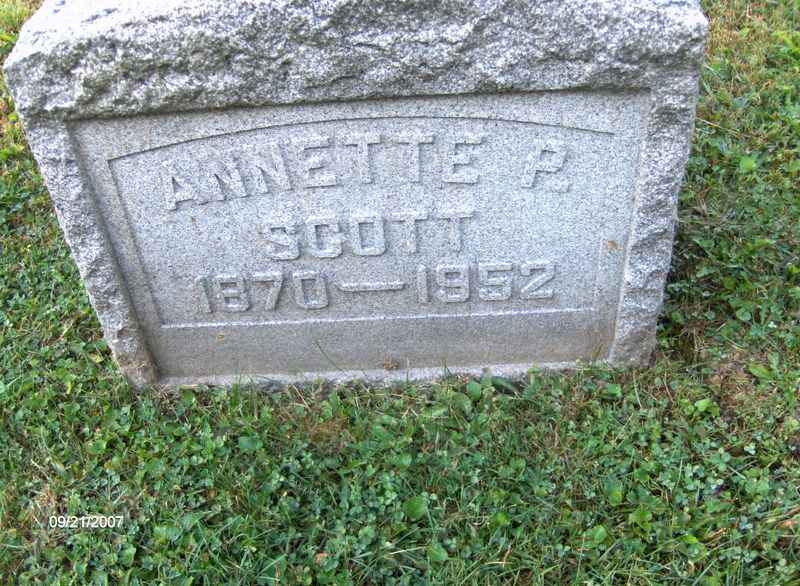 ANNETTE P.
SCOTT
1870—1952
09/21/2007